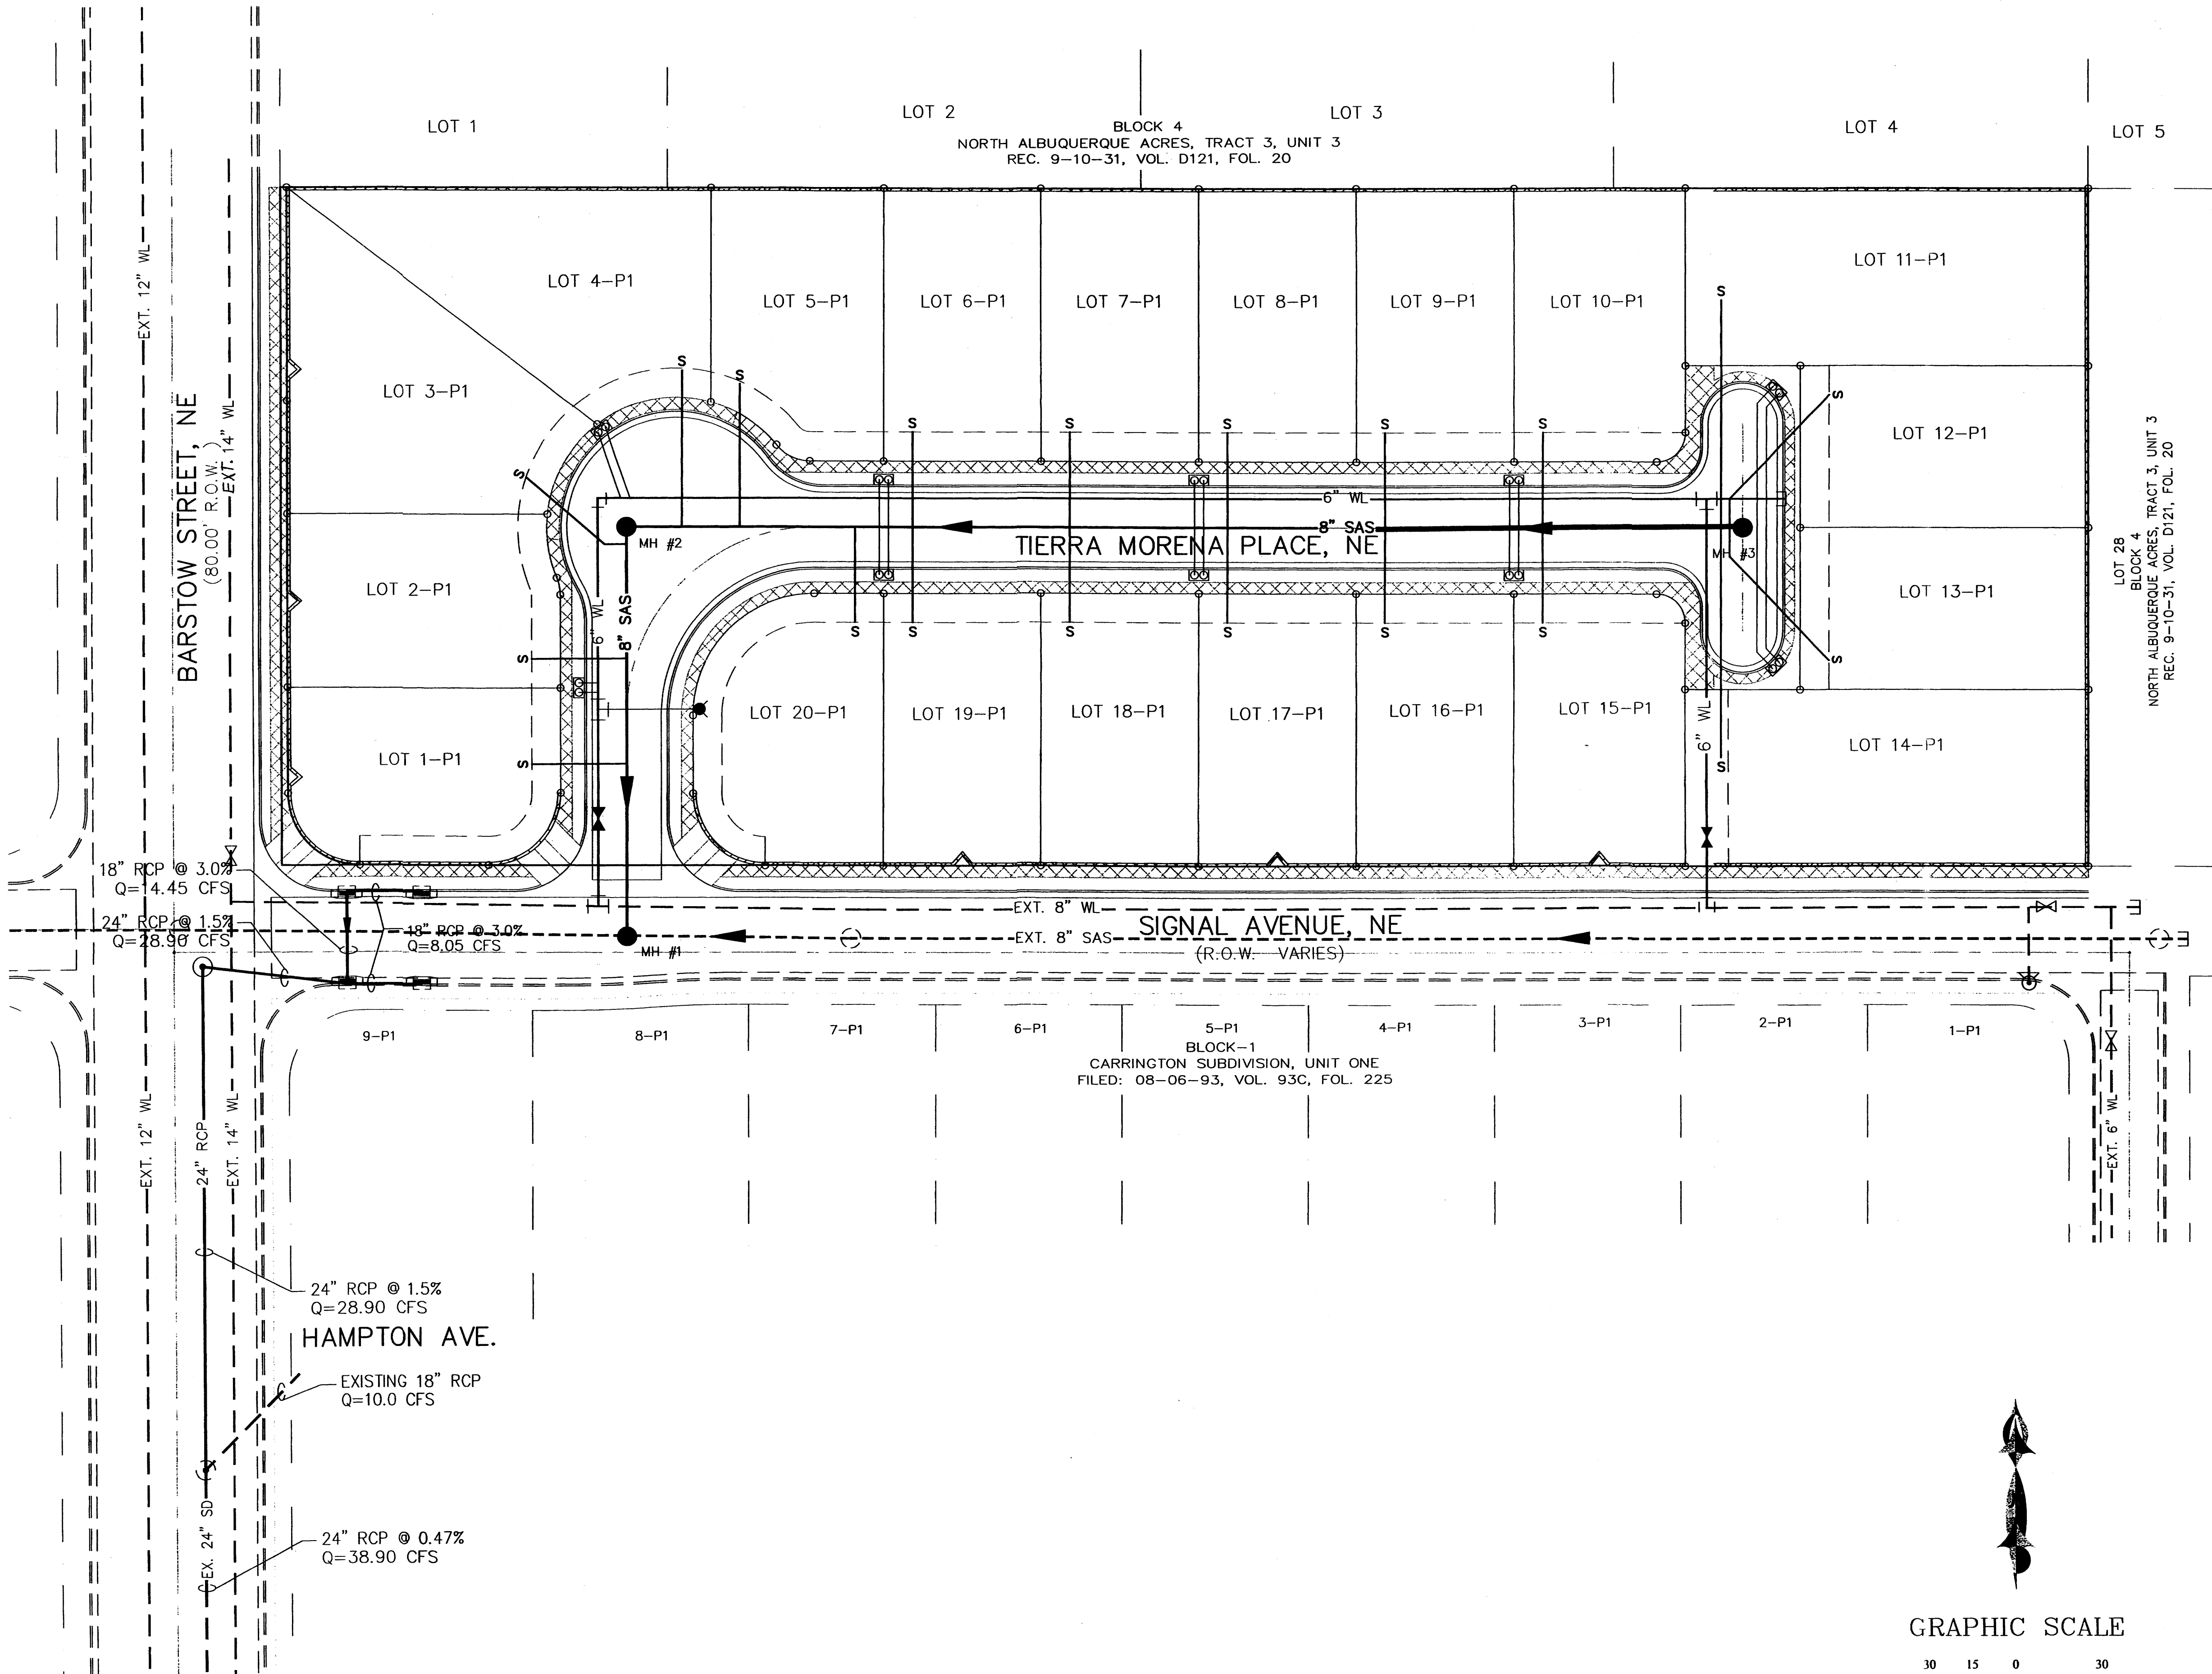 LOT 1
LOT 2
LOT 3
LOT 4
LOT 5
BLOCK 4
NORTH ALBUQUERQUE ACRES, TRACT 3, UNIT 3
REC. 9-10-31, VOL. D121, FOL. 20
EXT. 12" WL
EXT. 14" WL
BARSTOW STREET, NE
(80.00' R.O.W.)
LOT 4-P1
LOT 5-P1
LOT 6-P1
LOT 7-P1
LOT 8-P1
LOT 9-P1
LOT 10-P1
LOT 11-P1
LOT 3-P1
LOT 12-P1
S
S
S
S
S
S
S
S
S
S
S
6" WL
8" SAS
MH #2
TIERRA MORENA PLACE, NE
MH #3
LOT 2-P1
LOT 13-P1
LOT 28
BLOCK 4
NORTH ALBUQUERQUE ACRES, TRACT 3, UNIT 3
REC. 9-10-31, VOL. D121, FOL. 20
6" WL
8" SAS
S
S
S
S
S
S
S
S
S
LOT 20-P1
LOT 19-P1
LOT 18-P1
LOT 17-P1
LOT 16-P1
LOT 15-P1
6" WL
LOT 14-P1
LOT 1-P1
S
18" RCP @ 3.0%
Q=14.45 CFS
24" RCP @ 1.5%
Q=28.90 CFS
18" RCP @ 3.0%
Q=8.05 CFS
MH #1
EXT. 8" WL
SIGNAL AVENUE, NE
EXT. 8" SAS
(R.O.W. VARIES)
9-P1
8-P1
7-P1
6-P1
5-P1
4-P1
3-P1
2-P1
1-P1
BLOCK-1
CARRINGTON SUBDIVISION, UNIT ONE
FILED: 08-06-93, VOL. 93C, FOL. 225
EXT. 12" WL
24" RCP
EXT. 14" WL
EXT. 6" WL
24" RCP @ 1.5%
Q=28.90 CFS
HAMPTON AVE.
EXISTING 18" RCP
Q=10.0 CFS
EX. 24" SD
24" RCP @ 0.47%
Q=38.90 CFS
GRAPHIC SCALE
30 15 0 30